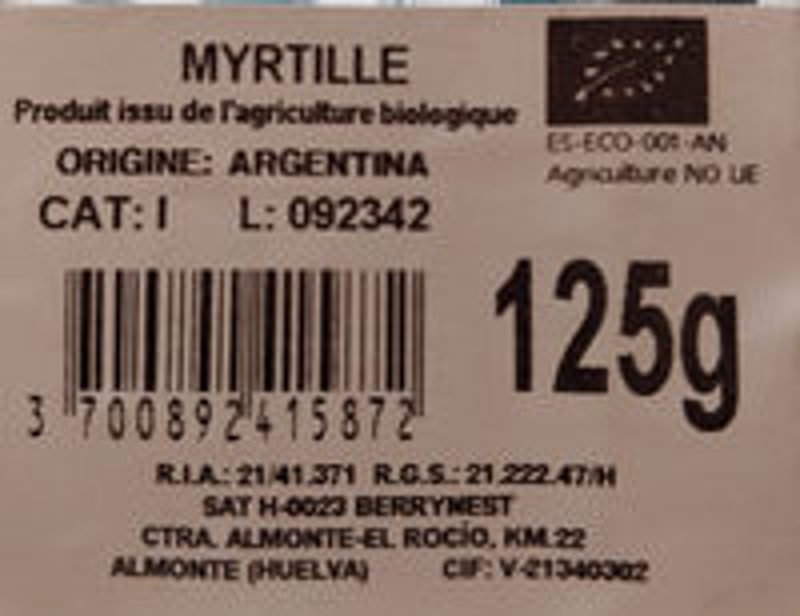 MYRTILLE
Produit issu de l'agriculture biologique
ES-ECO-001-AN
Agriculture NO UE
ORIGINE: ARGENTINA
CAT: I L: 092342
125g
3 700892 415872
R.I.A.: 21/41.371 R.G.S.: 21.222.47/H
SAT H-0023 BERRYNEST
CTRA. ALMONTE-EL ROCÍO, KM.22
ALMONTE (HUELVA) CIF: V-21340302